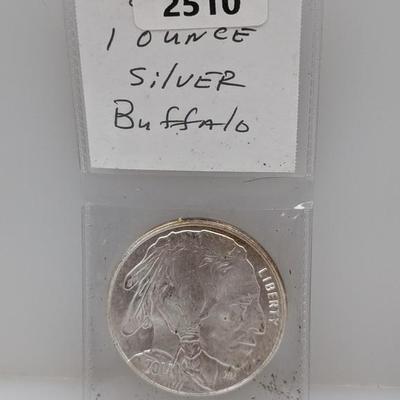 2510
1 OUNCE
SilVER
Buffalo
LIBERTY